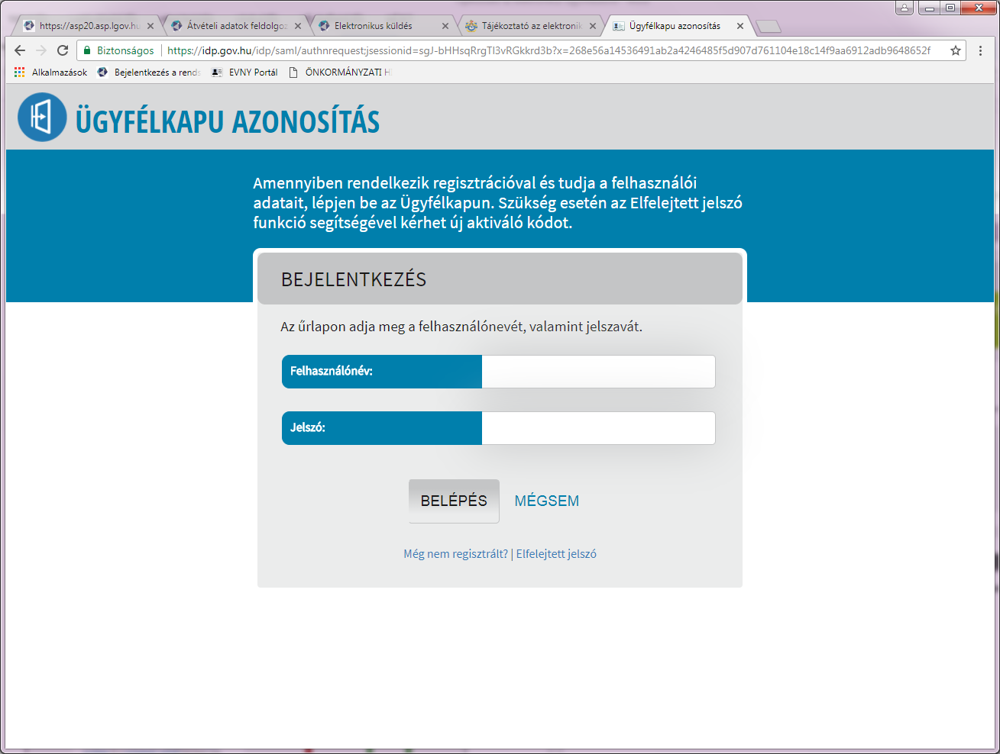 https://asp20.asp.lgov.hu
Átvételi adatok feldolgoz
Elektronikus küldés
Tájékoztató az elektronik
Ügyfélkapu azonosítás
Biztonságos
https://idp.gov.hu/idp/saml/authnrequest;jsessionid=sgJ-bHHsqRrgTI3vRGkkrd3b?x=268e56a14536491ab2a4246485f5d907d761104e18c14f9aa6912adb9648652f
Alkalmazások
Bejelentkezés a rends
EVNY Portál
ÖNKORMÁNYZATI H
ÜGYFÉLKAPU AZONOSÍTÁS
Amennyiben rendelkezik regisztrációval és tudja a felhasználói
adatait, lépjen be az Ügyfélkapun. Szükség esetén az Elfelejtett jelszó
funkció segítségével kérhet új aktiváló kódot.
BEJELENTKEZÉS
Az űrlapon adja meg a felhasználónevét, valamint jelszavát.
Felhasználónév:
Jelszó:
BELÉPÉS
MÉGSEM
Még nem regisztrált? | Elfelejtett jelszó